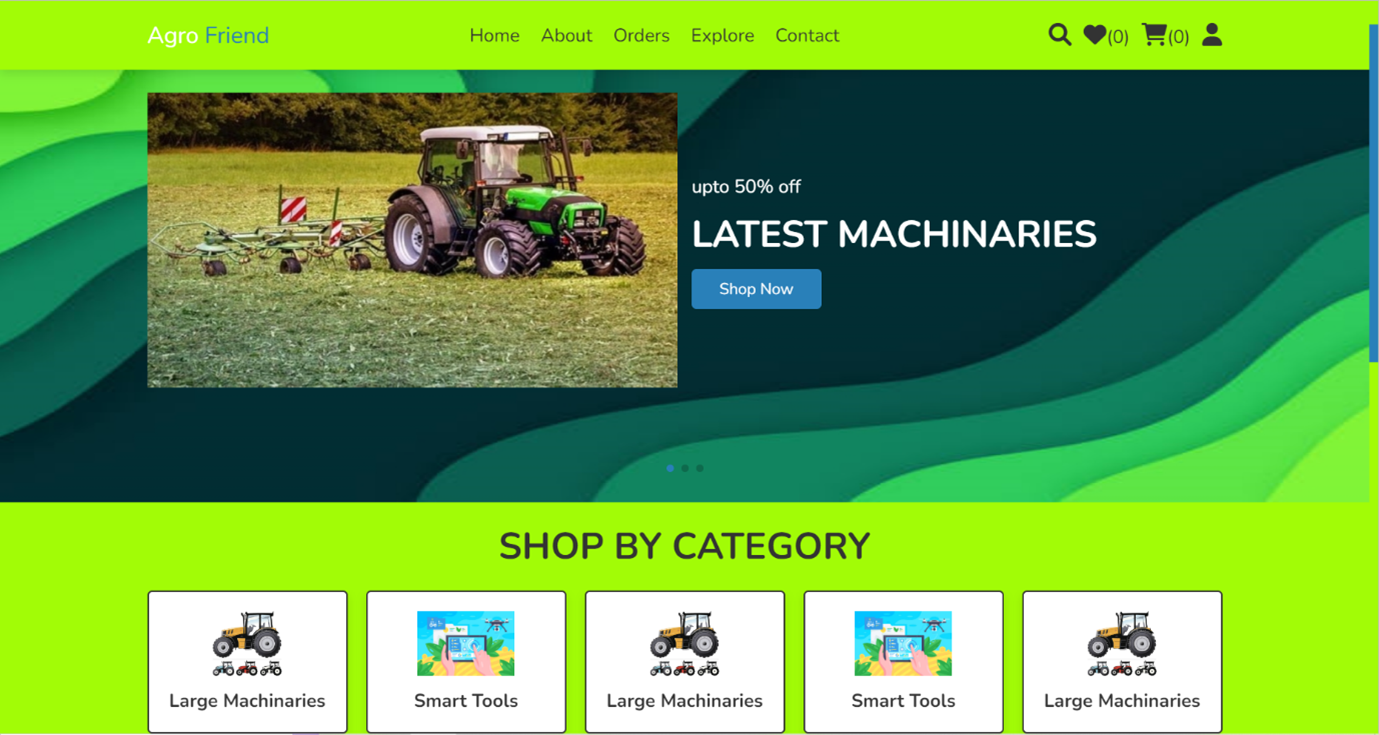 Agro Friend
Home About Orders Explore Contact
(0) (0)
upto 50% off
LATEST MACHINARIES
Shop Now
SHOP BY CATEGORY
Large Machinaries
Smart Tools
Large Machinaries
Smart Tools
Large Machinaries